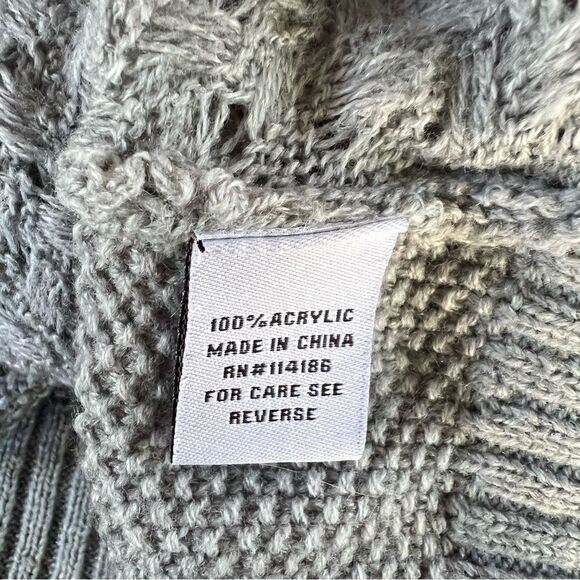 100%ACRYLIC
MADE IN CHINA
RN#114186
FOR CARE SEE
REVERSE